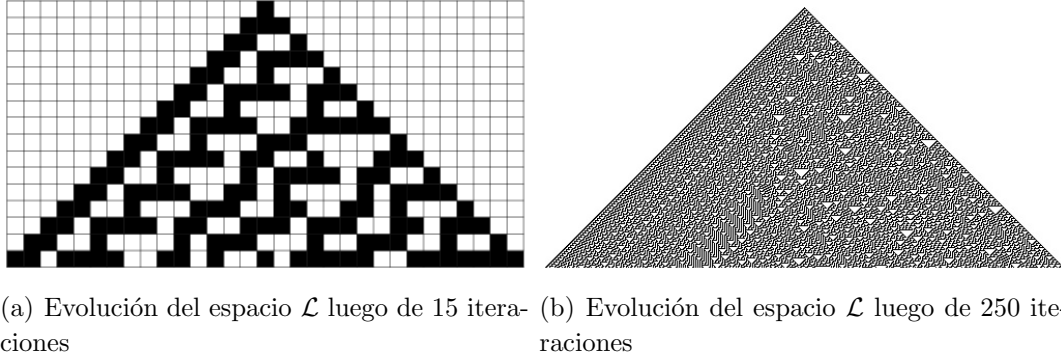 (a) Evolución del espacio ℒ luego de 15 itera-
ciones
(b) Evolución del espacio ℒ luego de 250 ite-
raciones